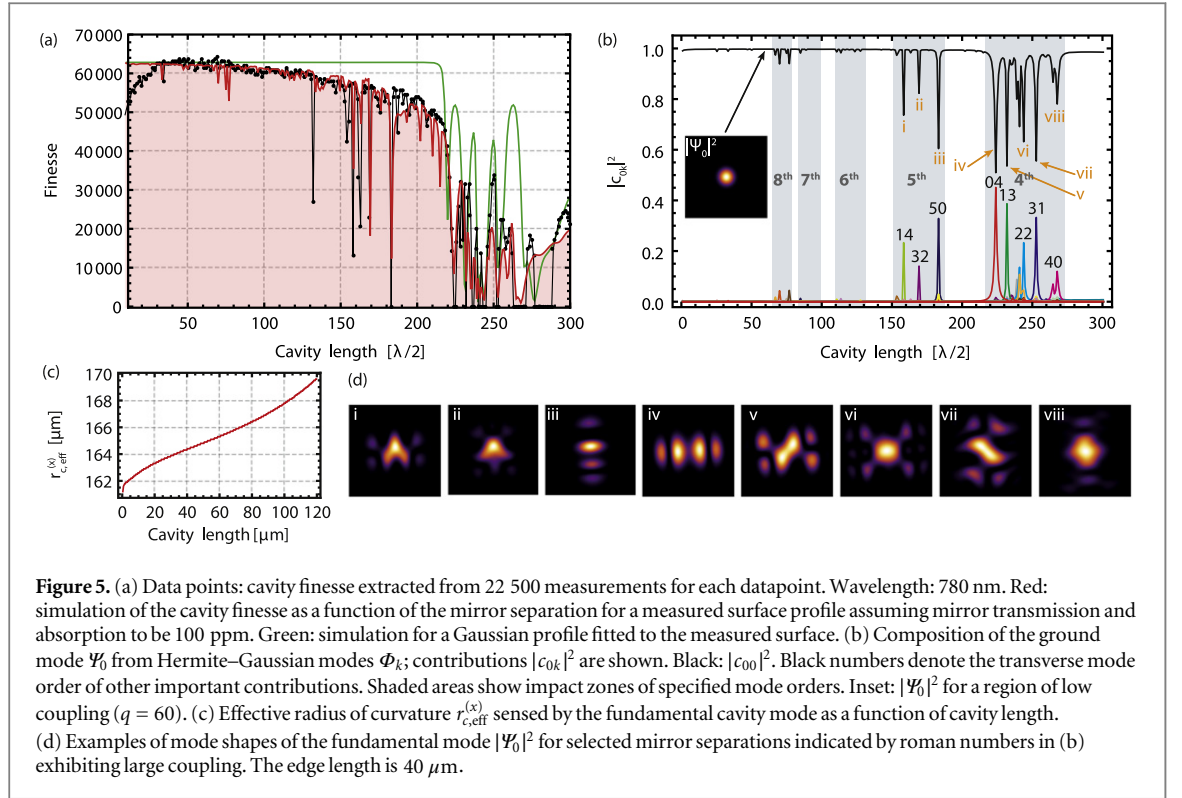 (a)
70 000
60 000
50 000
40 000
30 000
20 000
10 000
0
Finesse
50
100
150
200
250
300
Cavity length [λ/2]
(b)
1.0
0.8
0.6
0.4
0.2
0.0
|c₀ₖ|²
|Ψ₀|²
i
ii
iii
iv
v
vi
vii
viii
8ᵗʰ
7ᵗʰ
6ᵗʰ
5ᵗʰ
4ᵗʰ
14
32
50
04
13
22
31
40
0
50
100
150
200
250
300
Cavity length [λ/2]
(c)
170
168
166
164
162
r_{c,eff}^{(x)} [µm]
0
20
40
60
80
100
120
Cavity length [µm]
(d)
i
ii
iii
iv
v
vi
vii
viii
Figure 5. (a) Data points: cavity finesse extracted from 22 500 measurements for each datapoint. Wavelength: 780 nm. Red:
simulation of the cavity finesse as a function of the mirror separation for a measured surface profile assuming mirror transmission and
absorption to be 100 ppm. Green: simulation for a Gaussian profile fitted to the measured surface. (b) Composition of the ground
mode Ψ₀ from Hermite–Gaussian modes Φₖ; contributions |c₀ₖ|² are shown. Black: |c₀₀|². Black numbers denote the transverse mode
order of other important contributions. Shaded areas show impact zones of specified mode orders. Inset: |Ψ₀|² for a region of low
coupling (q = 60). (c) Effective radius of curvature r_{c,eff}^{(x)} sensed by the fundamental cavity mode as a function of cavity length.
(d) Examples of mode shapes of the fundamental mode |Ψ₀|² for selected mirror separations indicated by roman numbers in (b)
exhibiting large coupling. The edge length is 40 µm.